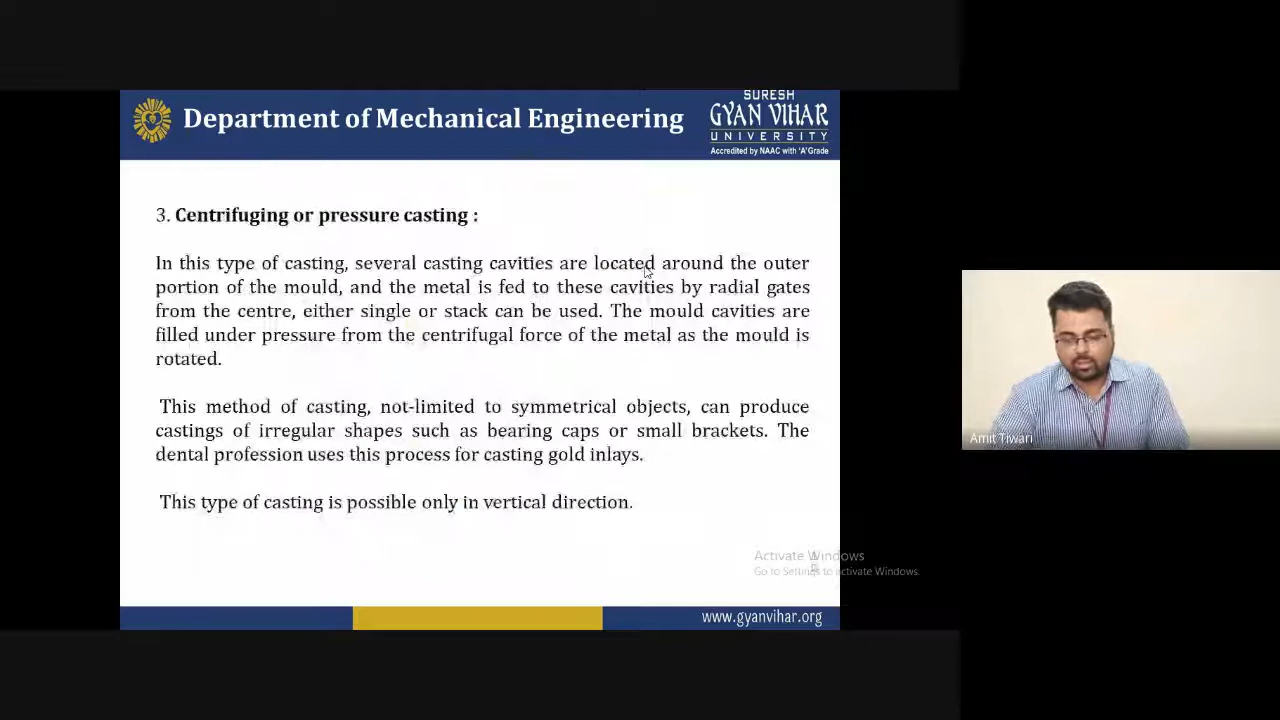 Department of Mechanical Engineering
SURESH
GYAN VIHAR
UNIVERSITY
Accredited by NAAC with 'A' Grade
3. Centrifuging or pressure casting :
In this type of casting, several casting cavities are located around the outer
portion of the mould, and the metal is fed to these cavities by radial gates
from the centre, either single or stack can be used. The mould cavities are
filled under pressure from the centrifugal force of the metal as the mould is
rotated.
This method of casting, not-limited to symmetrical objects, can produce
castings of irregular shapes such as bearing caps or small brackets. The
dental profession uses this process for casting gold inlays.
This type of casting is possible only in vertical direction.
Amit Tiwari
Activate Windows
Go to Settings to activate Windows.
www.gyanvihar.org